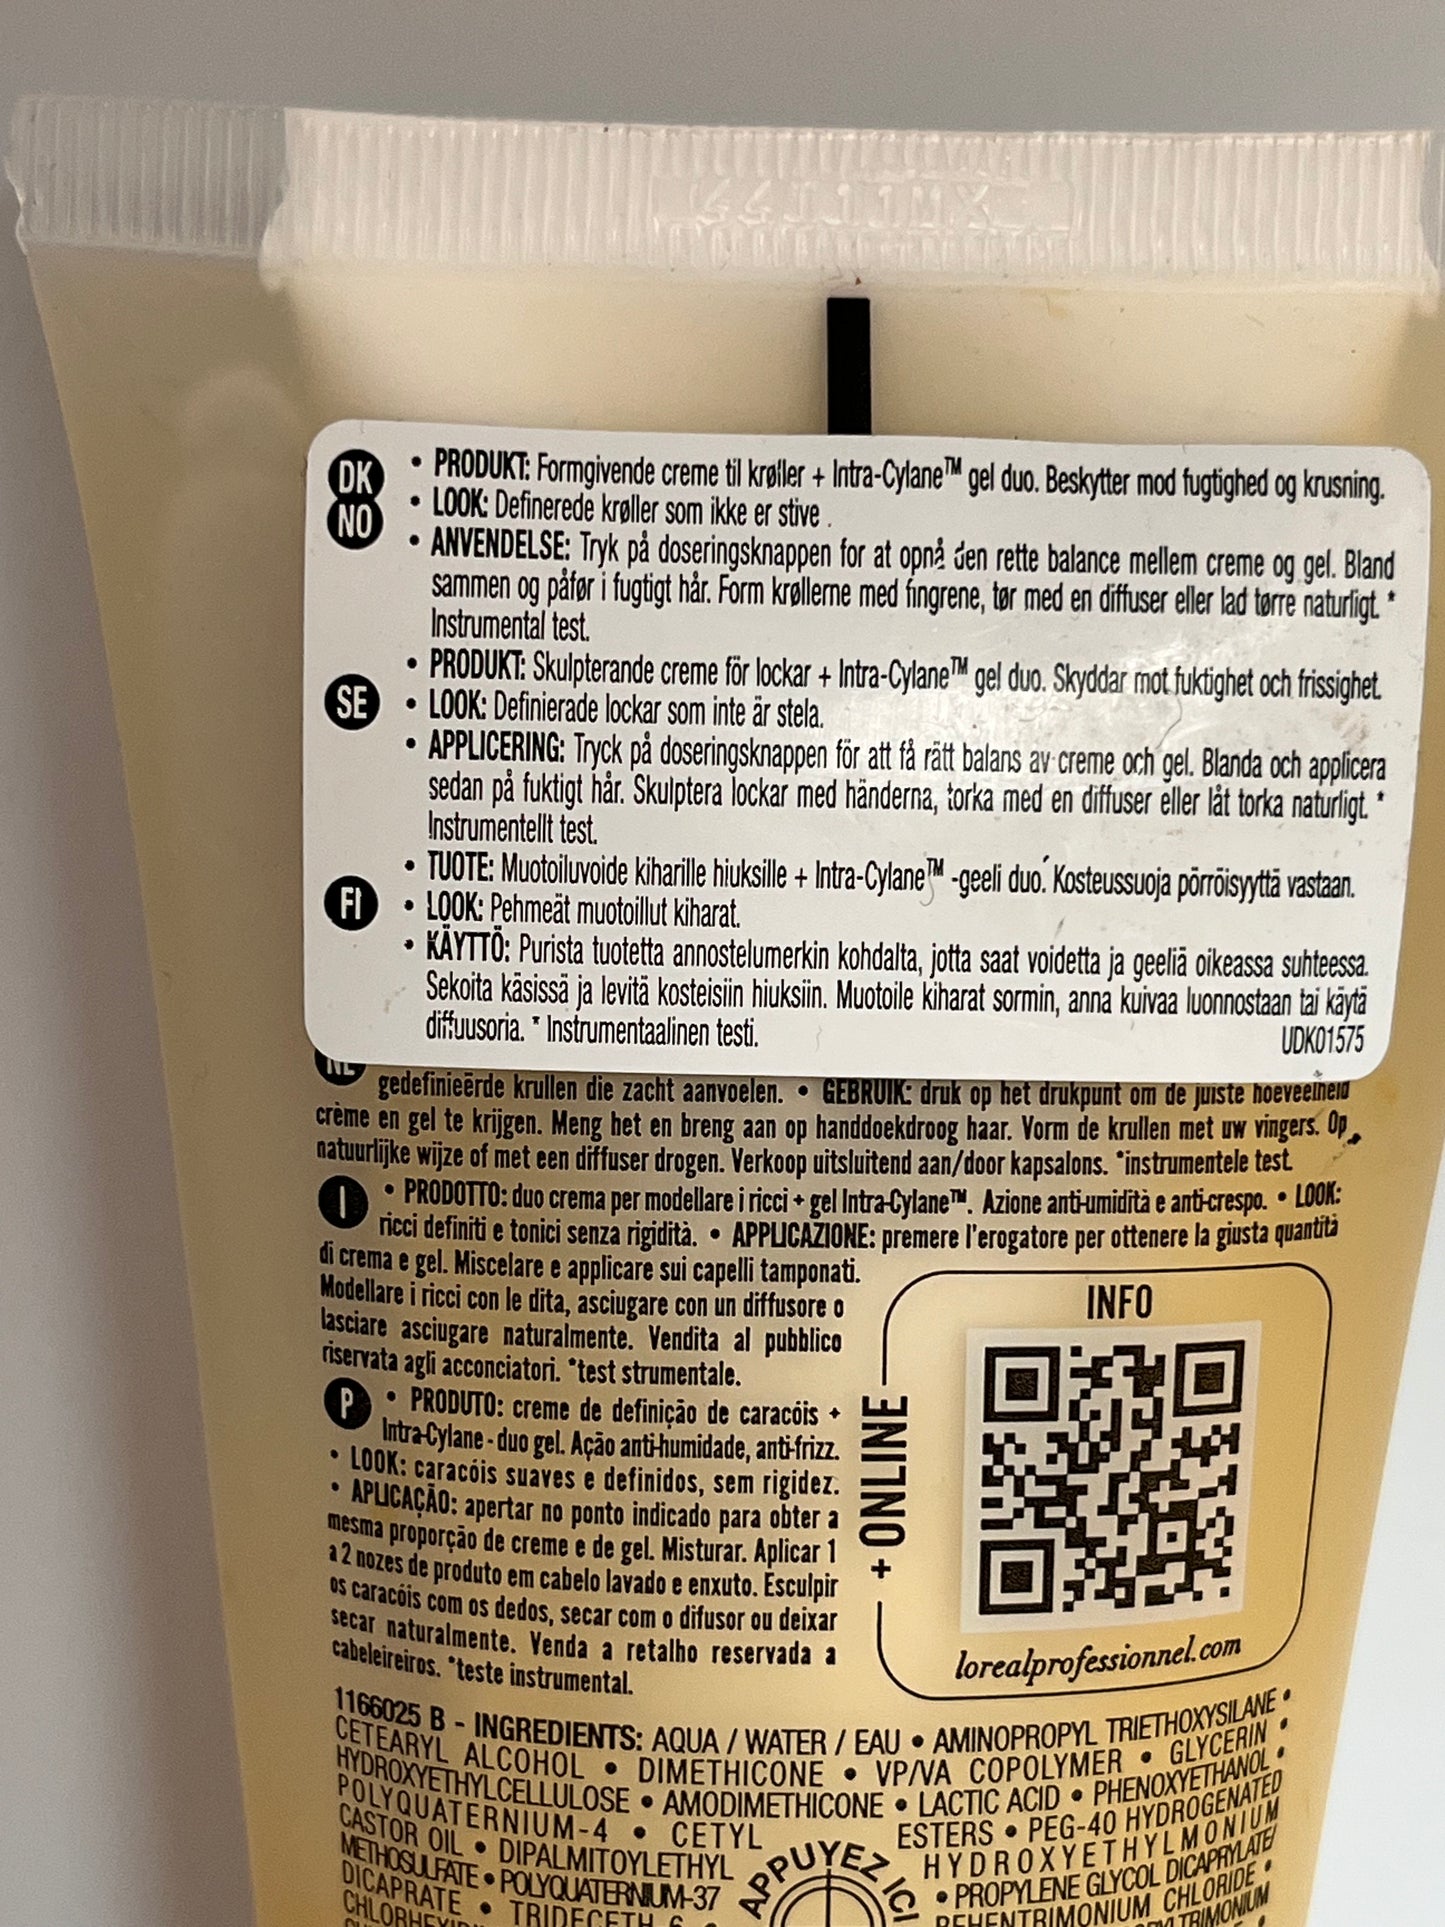 DK
NO
• PRODUKT: Formgivende creme til krøller + Intra-Cylane™ gel duo. Beskytter mod fugtighed og krusning.
• LOOK: Definerede krøller som ikke er stive .
• ANVENDELSE: Tryk på doseringsknappen for at opnå den rette balance mellem creme og gel. Bland
sammen og påfør i fugtigt hår. Form krøllerne med fingrene, tør med en diffuser eller lad tørre naturligt. *
Instrumental test.
SE
• PRODUKT: Skulpterande creme för lockar + Intra-Cylane™ gel duo. Skyddar mot fuktighet och frissighet.
• LOOK: Definierade lockar som inte är stela.
• APPLICERING: Tryck på doseringsknappen för att få rätt balans av creme och gel. Blanda och applicera
sedan på fuktigt hår. Skulptera lockar med händerna, torka med en diffuser eller låt torka naturligt. *
Instrumentellt test.
FI
• TUOTE: Muotoiluvoide kiharille hiuksille + Intra-Cylane™ -geeli duo. Kosteussuoja pörröisyyttä vastaan.
• LOOK: Pehmeät muotoillut kiharat.
• KÄYTTÖ: Purista tuotetta annostelumerkin kohdalta, jotta saat voidetta ja geeliä oikeassa suhteessa.
Sekoita käsissä ja levitä kosteisiin hiuksiin. Muotoile kiharat sormin, anna kuivaa luonnostaan tai käytä
diffuusoria. * Instrumentaalinen testi.
UDK01575
NL
gedefinieërde krullen die zacht aanvoelen. • GEBRUIK: druk op het drukpunt om de juiste hoeveelheid
crème en gel te krijgen. Meng het en breng aan op handdoekdroog haar. Vorm de krullen met uw vingers. Op
natuurlijke wijze of met een diffuser drogen. Verkoop uitsluitend aan/door kapsalons. *instrumentele test.
I • PRODOTTO: duo crema per modellare i ricci + gel Intra-Cylane™. Azione anti-umidità e anti-crespo. • LOOK:
ricci definiti e tonici senza rigidità. • APPLICAZIONE: premere l'erogatore per ottenere la giusta quantità
di crema e gel. Miscelare e applicare sui capelli tamponati.
Modellare i ricci con le dita, asciugare con un diffusore o
lasciare asciugare naturalmente. Vendita al pubblico
riservata agli acconciatori. *test strumentale.
P • PRODUTO: creme de definição de caracóis +
Intra-Cylane - duo gel. Ação anti-humidade, anti-frizz.
• LOOK: caracóis suaves e definidos, sem rigidez.
• APLICAÇÃO: apertar no ponto indicado para obter a
mesma proporção de creme e de gel. Misturar. Aplicar 1
a 2 nozes de produto em cabelo lavado e enxuto. Esculpir
os caracóis com os dedos, secar com o difusor ou deixar
secar naturalmente. Venda a retalho reservada a
cabeleireiros. *teste instrumental.
INFO
+ ONLINE
lorealprofessionnel.com
1166025 B - INGREDIENTS: AQUA / WATER / EAU • AMINOPROPYL TRIETHOXYSILANE •
CETEARYL ALCOHOL • DIMETHICONE • VP/VA COPOLYMER • GLYCERIN •
HYDROXYETHYLCELLULOSE • AMODIMETHICONE • LACTIC ACID • PHENOXYETHANOL •
POLYQUATERNIUM-4 • CETYL ESTERS • PEG-40 HYDROGENATED
CASTOR OIL • DIPALMITOYLETHYL HYDROXYETHYLMONIUM
METHOSULFATE • POLYQUATERNIUM-37 • PROPYLENE GLYCOL DICAPRYLATE/
DICAPRATE • TRIDECETH-6 • BEHENTRIMONIUM CHLORIDE •
APPUYEZ ICI